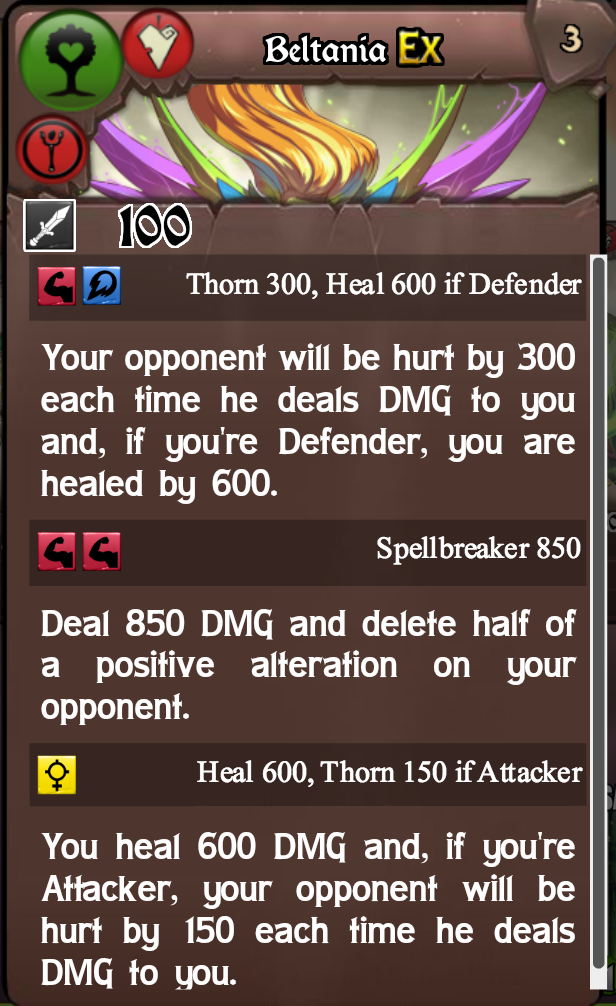 Beltania Ex
3
100
Thorn 300, Heal 600 if Defender
Your opponent will be hurt by 300
each time he deals DMG to you
and, if you're Defender, you are
healed by 600.
Spellbreaker 850
Deal 850 DMG and delete half of
a positive alteration on your
opponent.
Heal 600, Thorn 150 if Attacker
You heal 600 DMG and, if you're
Attacker, your opponent will be
hurt by 150 each time he deals
DMG to you.